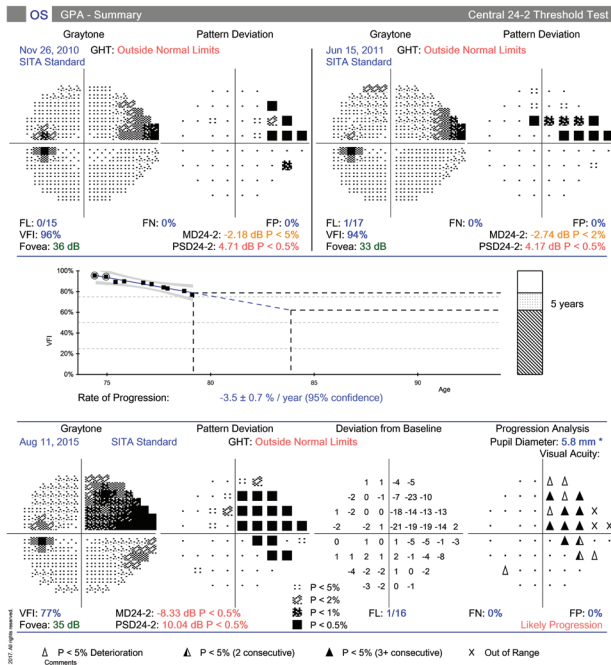 OS GPA - Summary Central 24-2 Threshold Test
Graytone Pattern Deviation Graytone Pattern Deviation
Nov 26, 2010 GHT: Outside Normal Limits Jun 15, 2011 GHT: Outside Normal Limits
SITA Standard SITA Standard
FL: 0/15 FN: 0% FP: 0% FL: 1/17 FN: 0% FP: 0%
VFI: 96% MD24-2: -2.18 dB P < 5% VFI: 94% MD24-2: -2.74 dB P < 2%
Fovea: 36 dB PSD24-2: 4.71 dB P < 0.5% Fovea: 33 dB PSD24-2: 4.17 dB P < 0.5%
100%
80%
60%
40%
20%
0%
VFI
75 80 85 90 Age
5 years
Rate of Progression: -3.5 ± 0.7 % / year (95% confidence)
Graytone Pattern Deviation Deviation from Baseline Progression Analysis
Aug 11, 2015 SITA Standard GHT: Outside Normal Limits Pupil Diameter: 5.8 mm *
Visual Acuity:
1 1 -4 -5
-2 0 -1 -7 -23 -10
1 -2 0 0 -18 -14 -13 -13 X
-2 -2 1 -2 -21 -19 -19 -14 2 X X
0 0 0 1 -5 -5 -1 -3
1 1 2 1 -2 -1 -4 -8
-4 -2 -2 1 0 -2
-3 -2 0 -1
P < 5%
P < 2%
P < 1%
P < 0.5%
VFI: 77% MD24-2: -8.33 dB P < 0.5% FL: 1/16 FN: 0% FP: 0%
Fovea: 35 dB PSD24-2: 10.04 dB P < 0.5% Likely Progression
P < 5% Deterioration P < 5% (2 consecutive) P < 5% (3+ consecutive) X Out of Range
Comments
2017. All rights reserved.